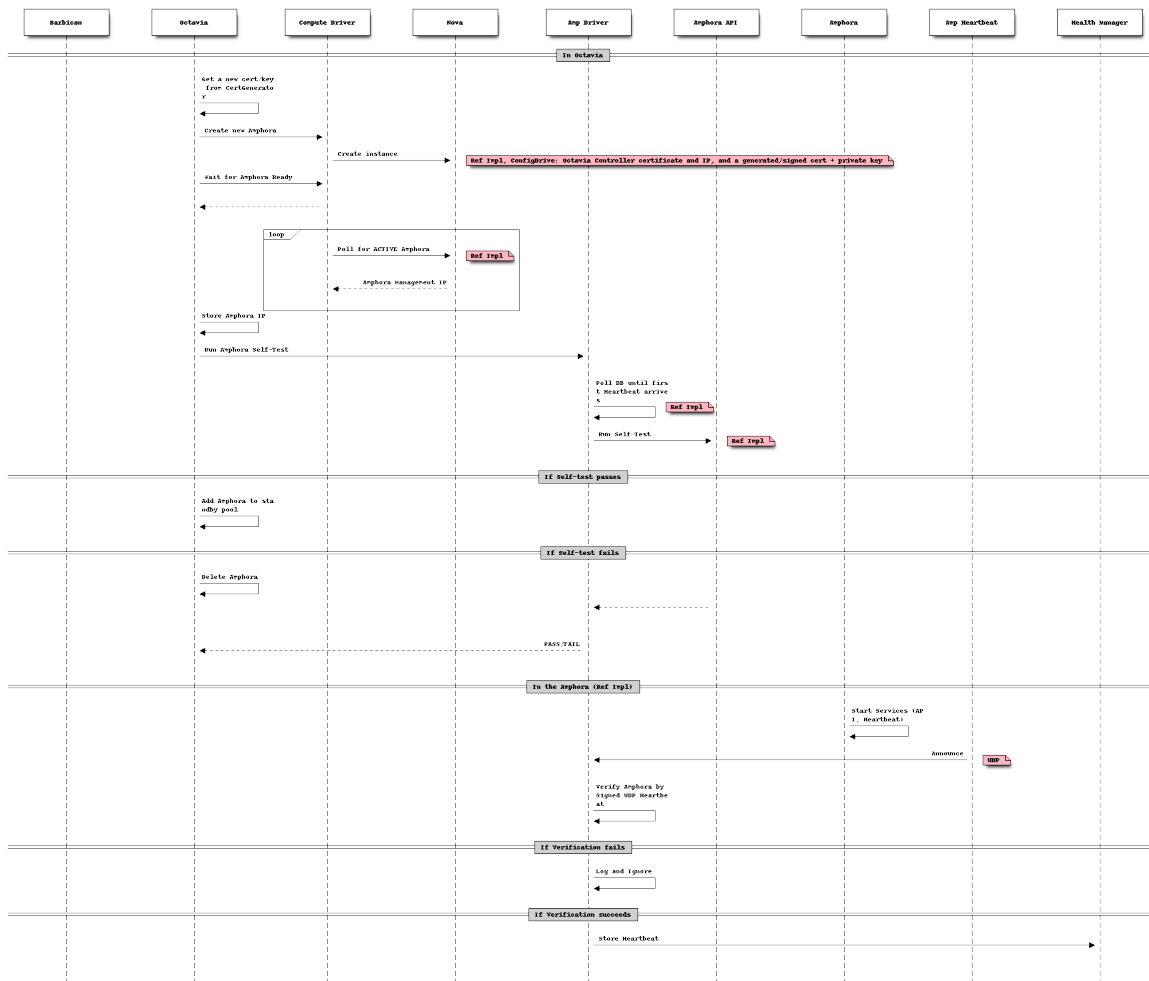 Barbican Octavia Compute Driver Nova Amp Driver Amphora API Amphora Amp Heartbeat Health Manager
In Octavia
Get a new cert/key
from CertGenerato
r
Create new Amphora
Create instance
Ref Impl, ConfigDrive: Octavia Controller certificate and IP, and a generated/signed cert + private key
Wait for Amphora Ready
loop
Poll for ACTIVE Amphora
Ref Impl
Amphora Management IP
Store Amphora IP
Run Amphora Self-Test
Poll DB until firs
t Heartbeat arrive
s
Ref Impl
Run Self-Test
Ref Impl
If Self-test passes
Add Amphora to sta
ndby pool
If Self-test fails
Delete Amphora
PASS/FAIL
In the Amphora (Ref Impl)
Start Services (AP
I, Heartbeat)
Announce
UDP
Verify Amphora by
Signed UDP Heartbe
at
If Verification fails
Log and Ignore
If Verification succeeds
Store Heartbeat